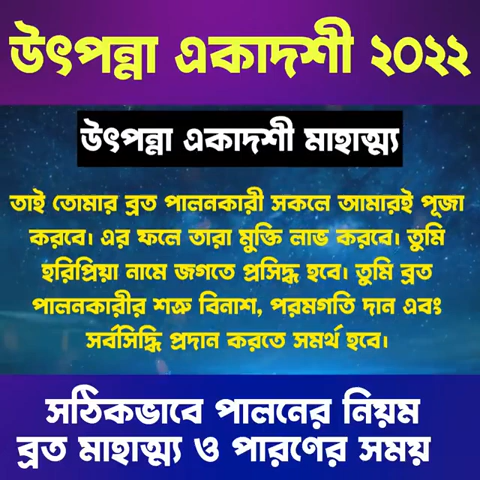 উৎপন্না একাদশী ২০২২
উৎপন্না একাদশী মাহাত্ম্য
তাই তোমার ব্রত পালনকারী সকলে আমারই পূজা
করবে। এর ফলে তারা মুক্তি লাভ করবে। তুমি
হরিপ্রিয়া নামে জগতে প্রসিদ্ধ হবে। তুমি ব্রত
পালনকারীর শত্রু বিনাশ, পরমগতি দান এবং
সর্বসিদ্ধি প্রদান করতে সমর্থ হবে।
সঠিকভাবে পালনের নিয়ম
ব্রত মাহাত্ম্য ও পারণের সময়